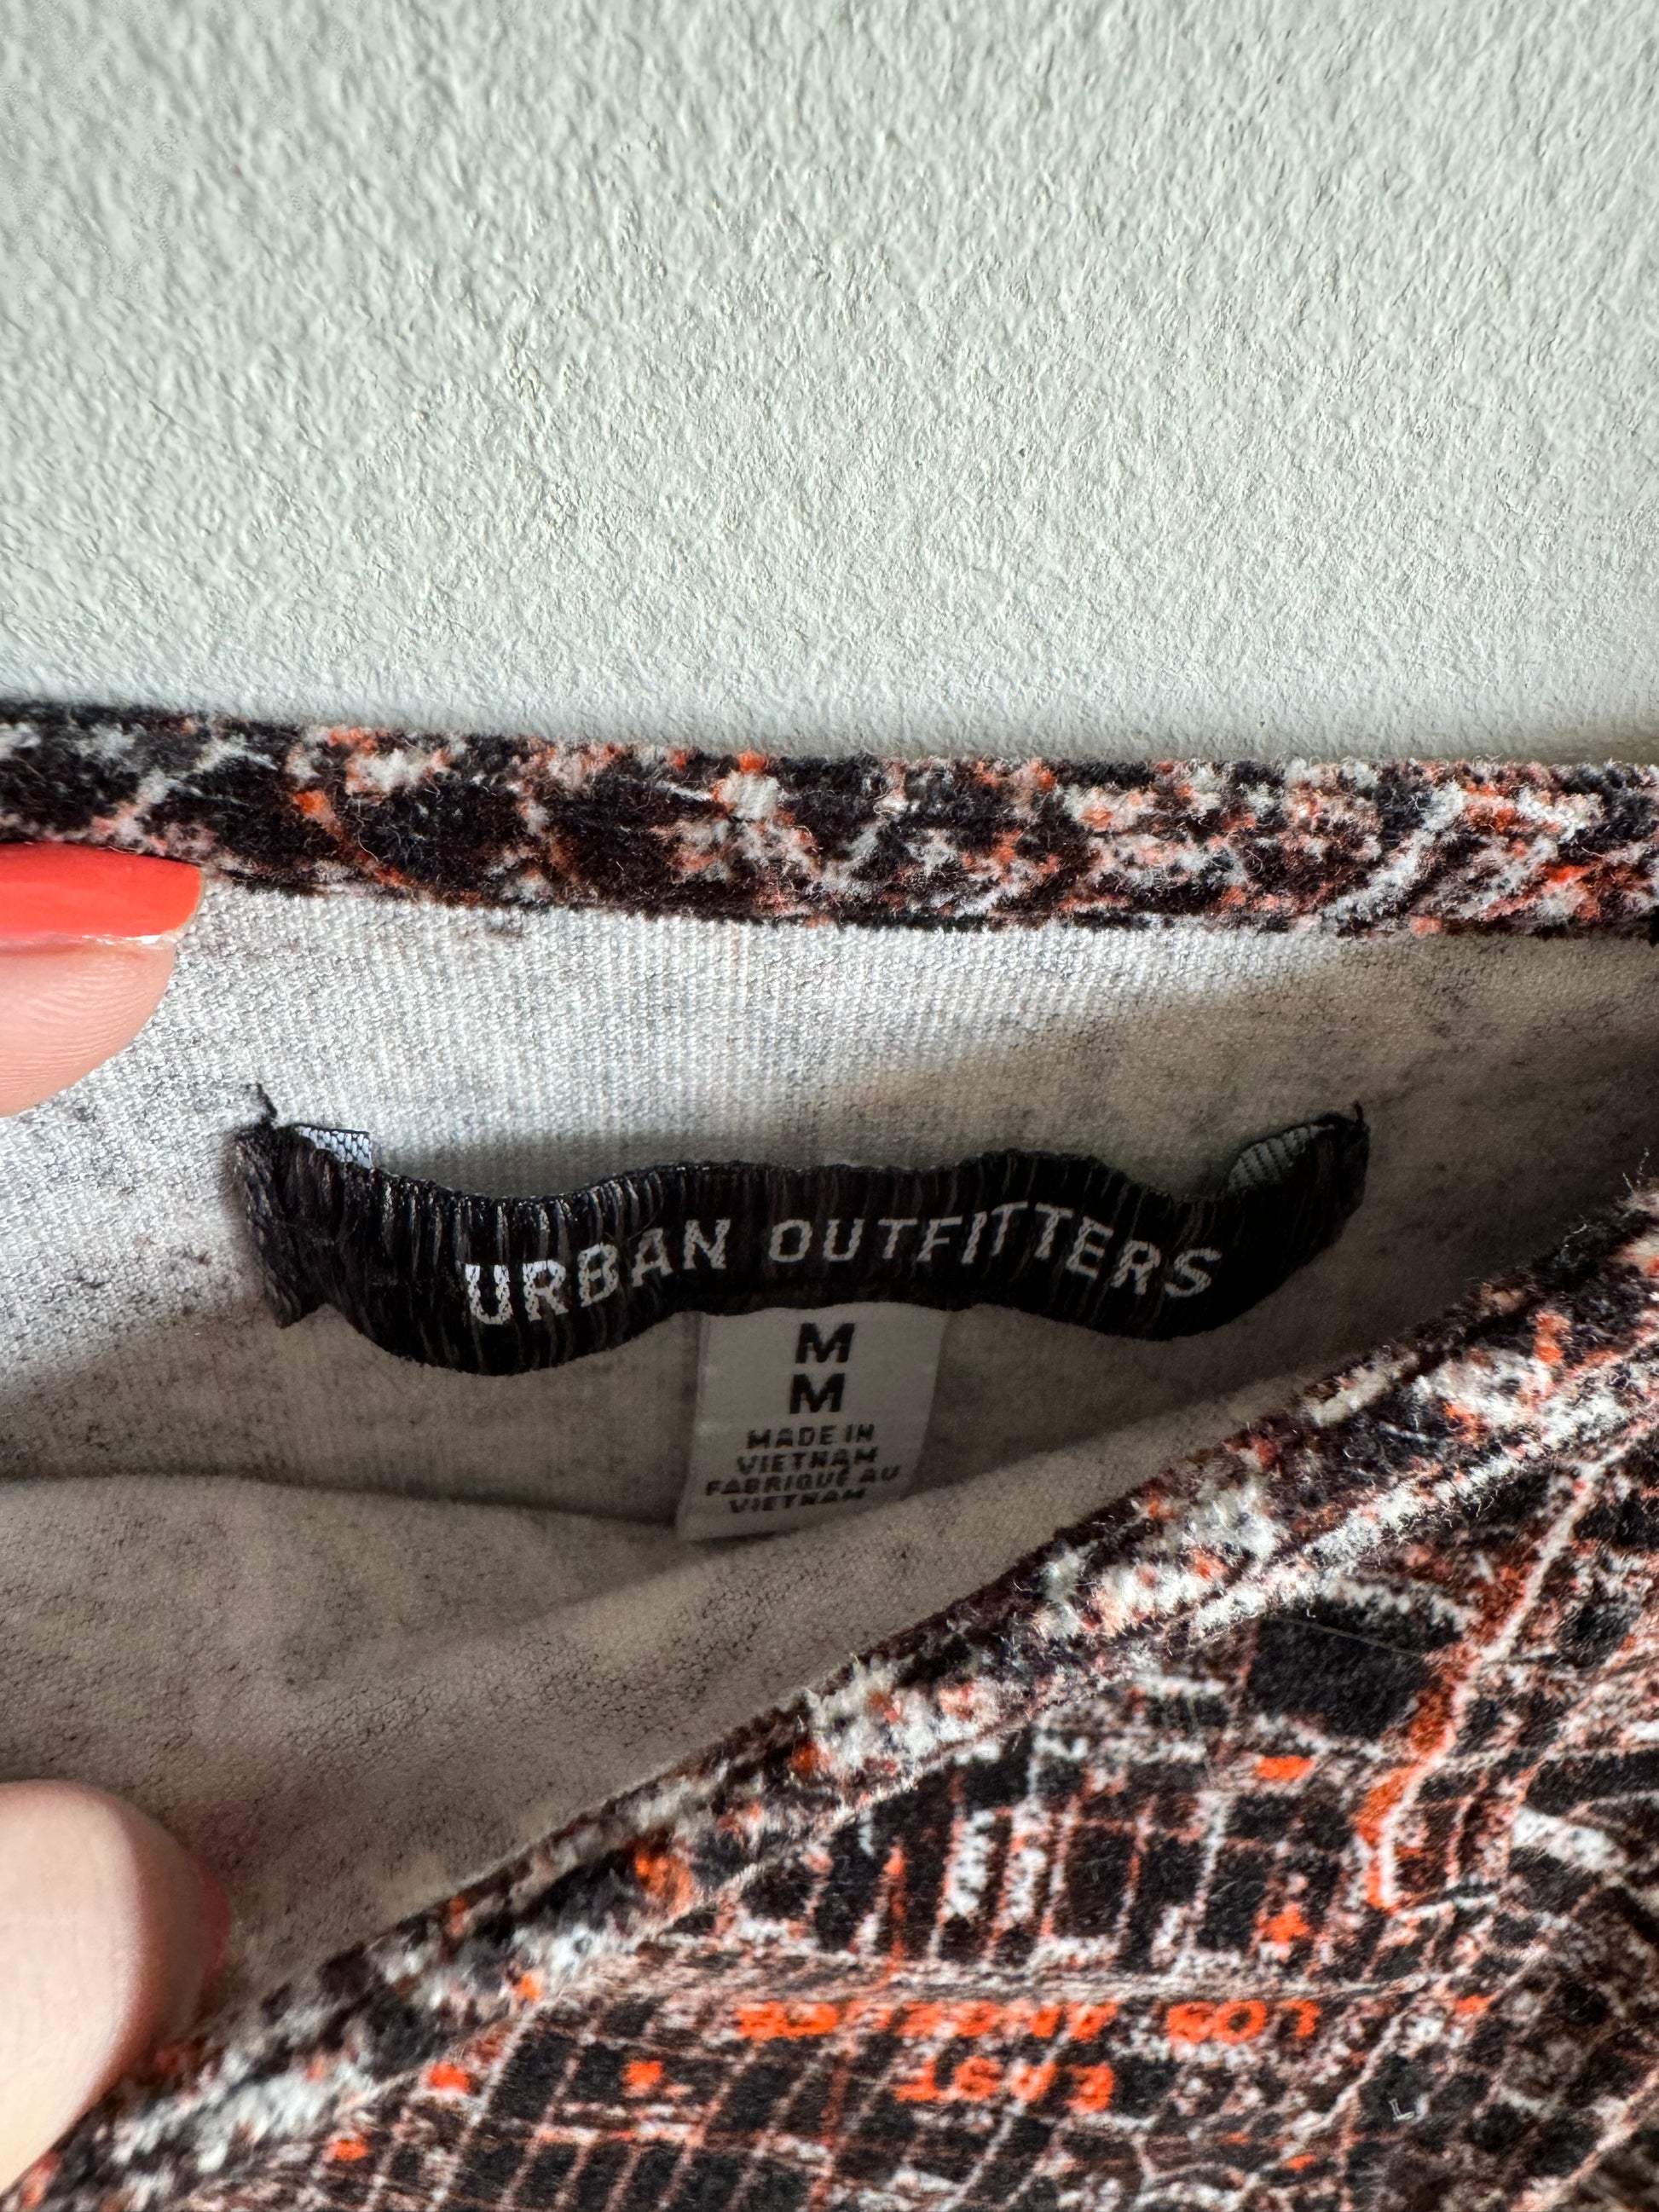 URBAN OUTFITTERS
M
M
MADE IN
VIETNAM
FABRIQUÉ AU
VIETNAM
EAST
LOS ANGELES